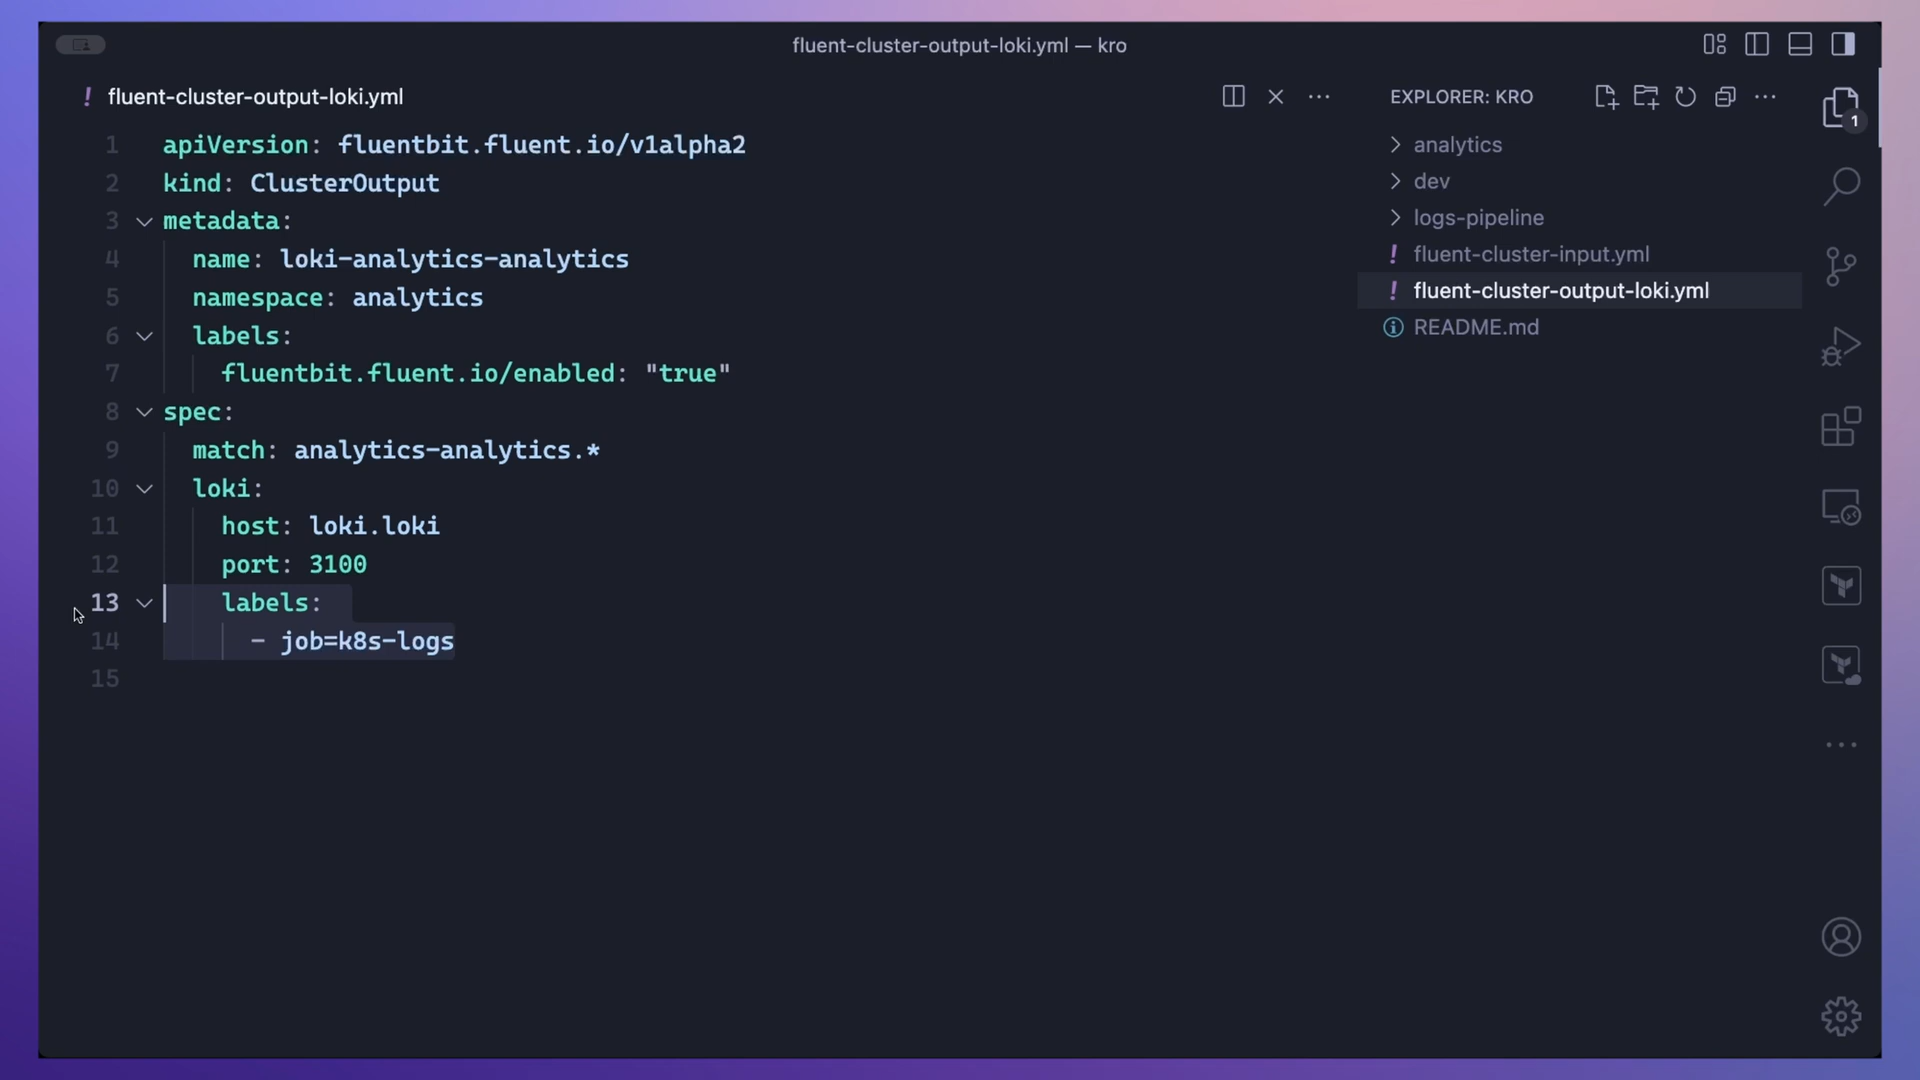 fluent-cluster-output-loki.yml — kro
! fluent-cluster-output-loki.yml
1 apiVersion: fluentbit.fluent.io/v1alpha2
2 kind: ClusterOutput
3 metadata:
4 name: loki-analytics-analytics
5 namespace: analytics
6 labels:
7 fluentbit.fluent.io/enabled: "true"
8 spec:
9 match: analytics-analytics.*
10 loki:
11 host: loki.loki
12 port: 3100
13 labels:
14 - job=k8s-logs
15
EXPLORER: KRO
analytics
dev
logs-pipeline
! fluent-cluster-input.yml
! fluent-cluster-output-loki.yml
README.md
1